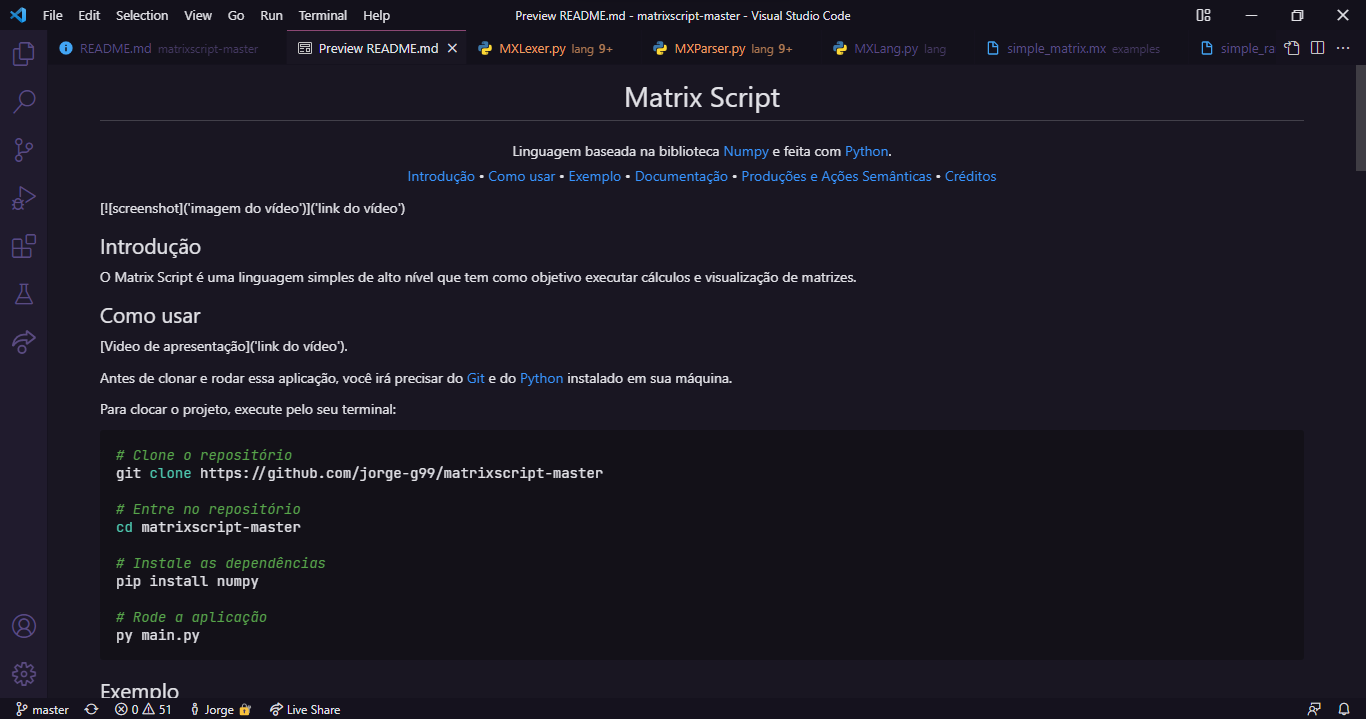 File Edit Selection View Go Run Terminal Help Preview README.md - matrixscript-master - Visual Studio Code
README.md matrixscript-master Preview README.md MXLexer.py lang 9+ MXParser.py lang 9+ MXLang.py lang simple_matrix.mx examples simple_ra
Matrix Script
Linguagem baseada na biblioteca Numpy e feita com Python.
Introdução • Como usar • Exemplo • Documentação • Produções e Ações Semânticas • Créditos
[![screenshot]('imagem do vídeo')]('link do vídeo')
Introdução
O Matrix Script é uma linguagem simples de alto nível que tem como objetivo executar cálculos e visualização de matrizes.
Como usar
[Video de apresentação]('link do vídeo').
Antes de clonar e rodar essa aplicação, você irá precisar do Git e do Python instalado em sua máquina.
Para clocar o projeto, execute pelo seu terminal:
# Clone o repositório
git clone https://github.com/jorge-g99/matrixscript-master
# Entre no repositório
cd matrixscript-master
# Instale as dependências
pip install numpy
# Rode a aplicação
py main.py
Exemplo
master 0 51 Jorge Live Share